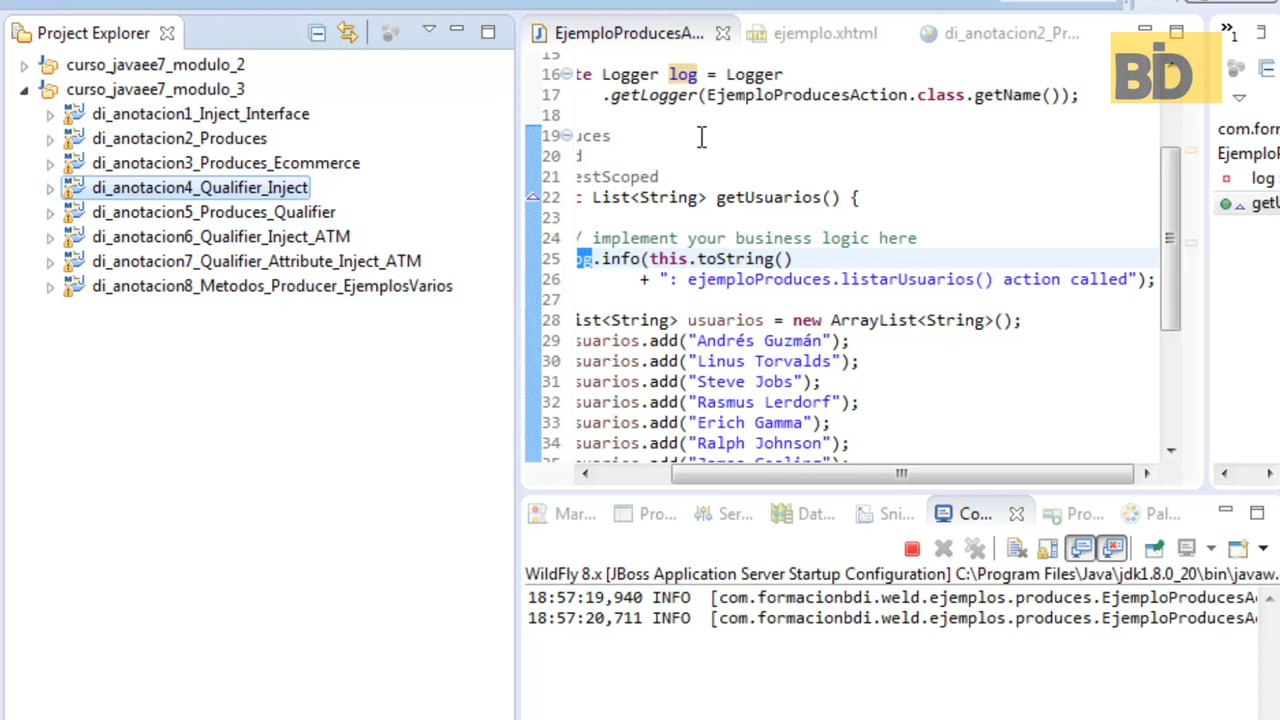 Project Explorer
curso_javaee7_modulo_2
curso_javaee7_modulo_3
di_anotacion1_Inject_Interface
di_anotacion2_Produces
di_anotacion3_Produces_Ecommerce
di_anotacion4_Qualifier_Inject
di_anotacion5_Produces_Qualifier
di_anotacion6_Qualifier_Inject_ATM
di_anotacion7_Qualifier_Attribute_Inject_ATM
di_anotacion8_Metodos_Producer_EjemplosVarios
EjemploProducesA... ejemplo.xhtml di_anotacion2_Pr... 1
BDI
15
16 te Logger log = Logger
17 .getLogger(EjemploProducesAction.class.getName());
18
19 uces
20 d
21 estScoped
22 c List<String> getUsuarios() {
23
24 / implement your business logic here
25 og.info(this.toString()
26 + ": ejemploProduces.listarUsuarios() action called");
27
28 ist<String> usuarios = new ArrayList<String>();
29 suarios.add("Andrés Guzmán");
30 suarios.add("Linus Torvalds");
31 suarios.add("Steve Jobs");
32 suarios.add("Rasmus Lerdorf");
33 suarios.add("Erich Gamma");
34 suarios.add("Ralph Johnson");
com.form
EjemploP
log
getU
Mar... Pro... Ser... Dat... Sni... Co... Pro... Pal...
WildFly 8.x [JBoss Application Server Startup Configuration] C:\Program Files\Java\jdk1.8.0_20\bin\javaw.
18:57:19,940 INFO [com.formacionbdi.weld.ejemplos.produces.EjemploProducesA
18:57:20,711 INFO [com.formacionbdi.weld.ejemplos.produces.EjemploProducesA